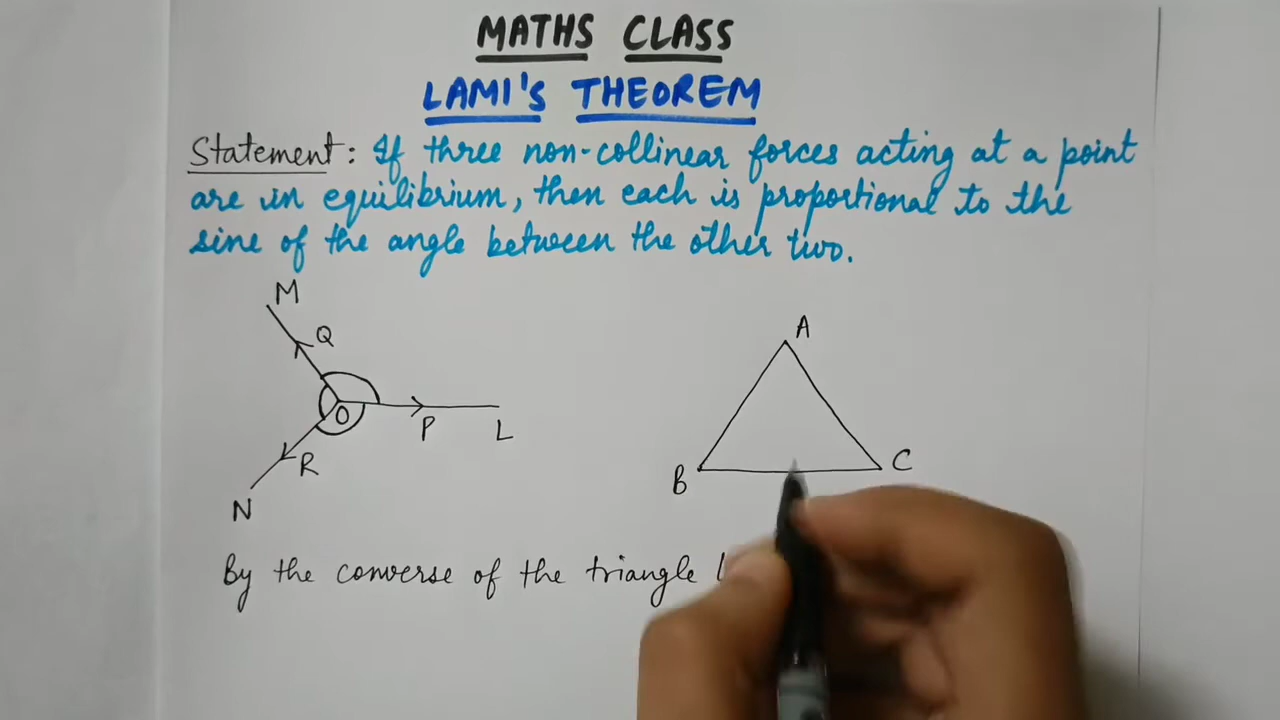 MATHS CLASS
LAMI'S THEOREM
Statement: If three non-collinear forces acting at a point
are in equilibrium, then each is proportional to the
sine of the angle between the other two.
M
Q
O
P
L
R
N
A
B
C
By the converse of the triangle